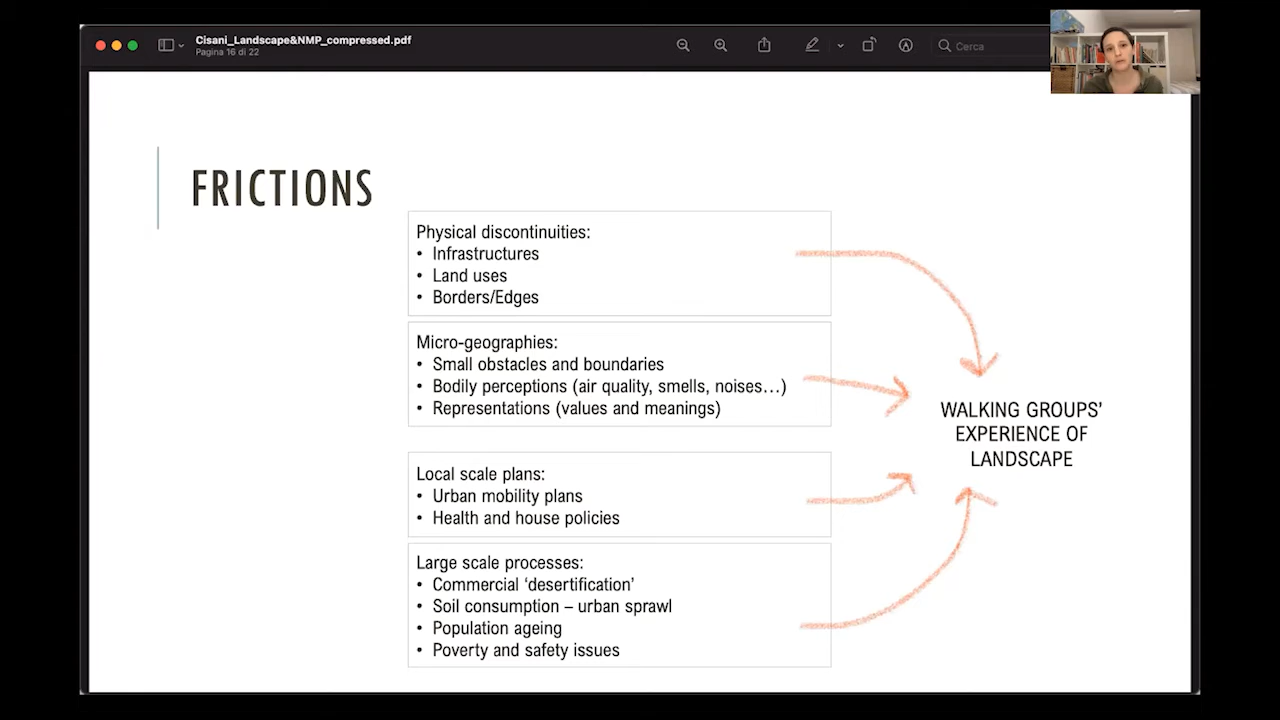 Cisani_Landscape&NMP_compressed.pdf
Pagina 16 di 22
Cerca
FRICTIONS
Physical discontinuities:
• Infrastructures
• Land uses
• Borders/Edges
Micro-geographies:
• Small obstacles and boundaries
• Bodily perceptions (air quality, smells, noises…)
• Representations (values and meanings)
Local scale plans:
• Urban mobility plans
• Health and house policies
Large scale processes:
• Commercial ‘desertification’
• Soil consumption – urban sprawl
• Population ageing
• Poverty and safety issues
WALKING GROUPS’
EXPERIENCE OF
LANDSCAPE